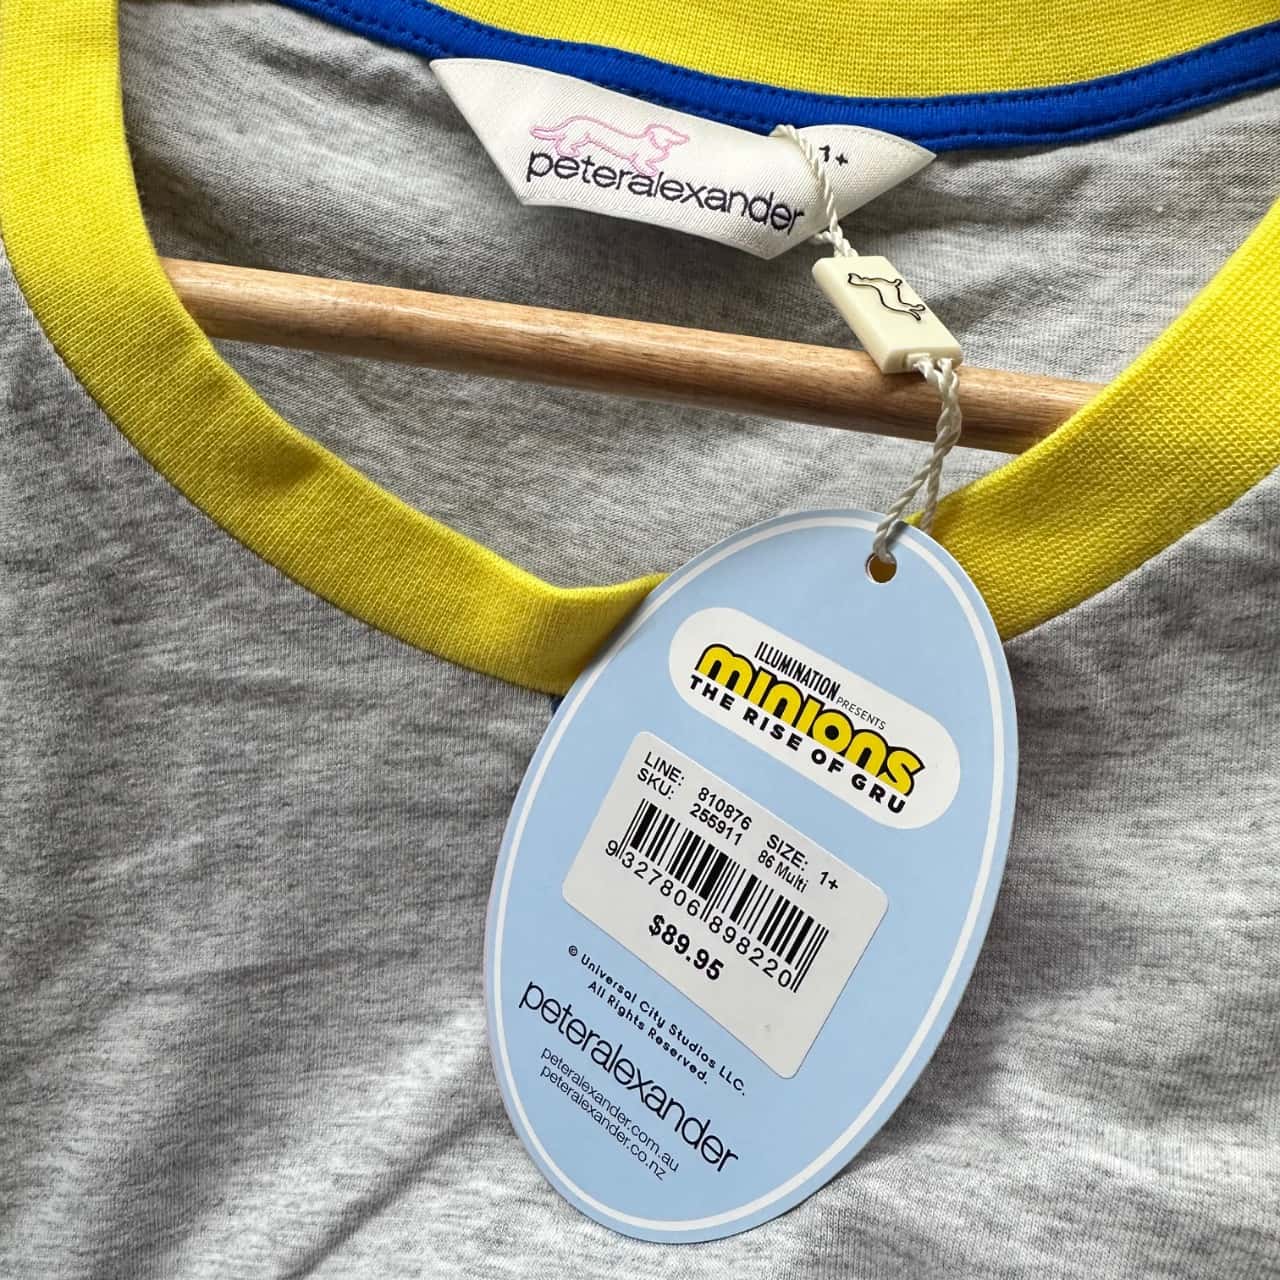 peteralexander
1+
ILLUMINATION PRESENTS
minions
THE RISE OF GRU
LINE: 810876 SIZE: 1+
SKU: 255911 86 Multi
9 327806 898220
$89.95
© Universal City Studios LLC.
All Rights Reserved.
peteralexander
peteralexander.com.au
peteralexander.co.nz